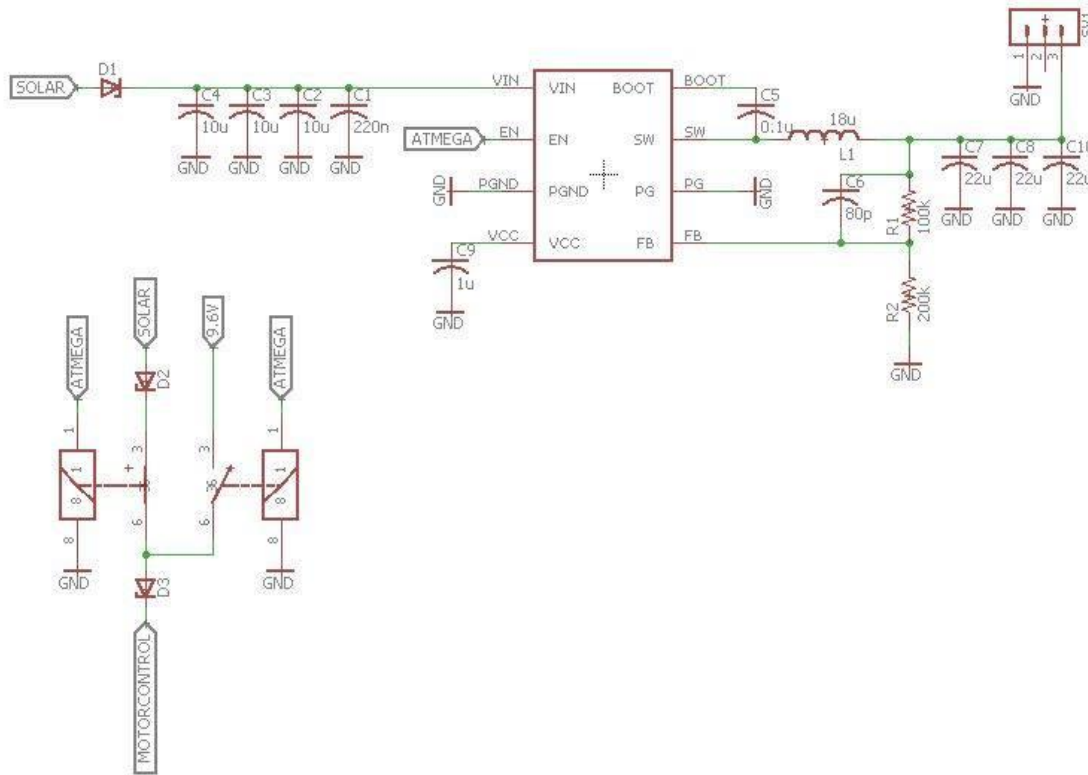 D1
SOLAR
C4
10u
GND
C3
10u
GND
C2
10u
GND
C1
220n
GND
VIN
VIN
ATMEGA
EN
EN
GND
PGND
PGND
VCC
VCC
C9
1u
GND
BOOT
BOOT
SW
SW
PG
PG
GND
FB
FB
C5
0.1u
18u
L1
C6
80p
R1
100k
R2
200k
GND
C7
22u
GND
C8
22u
GND
C10
22u
GND
+
1
2
3
GND
ATMEGA
1
1
8
8
GND
SOLAR
D2
3
+
6
D3
MOTORCONTROL
9.6V
3
6
ATMEGA
1
1
8
8
GND